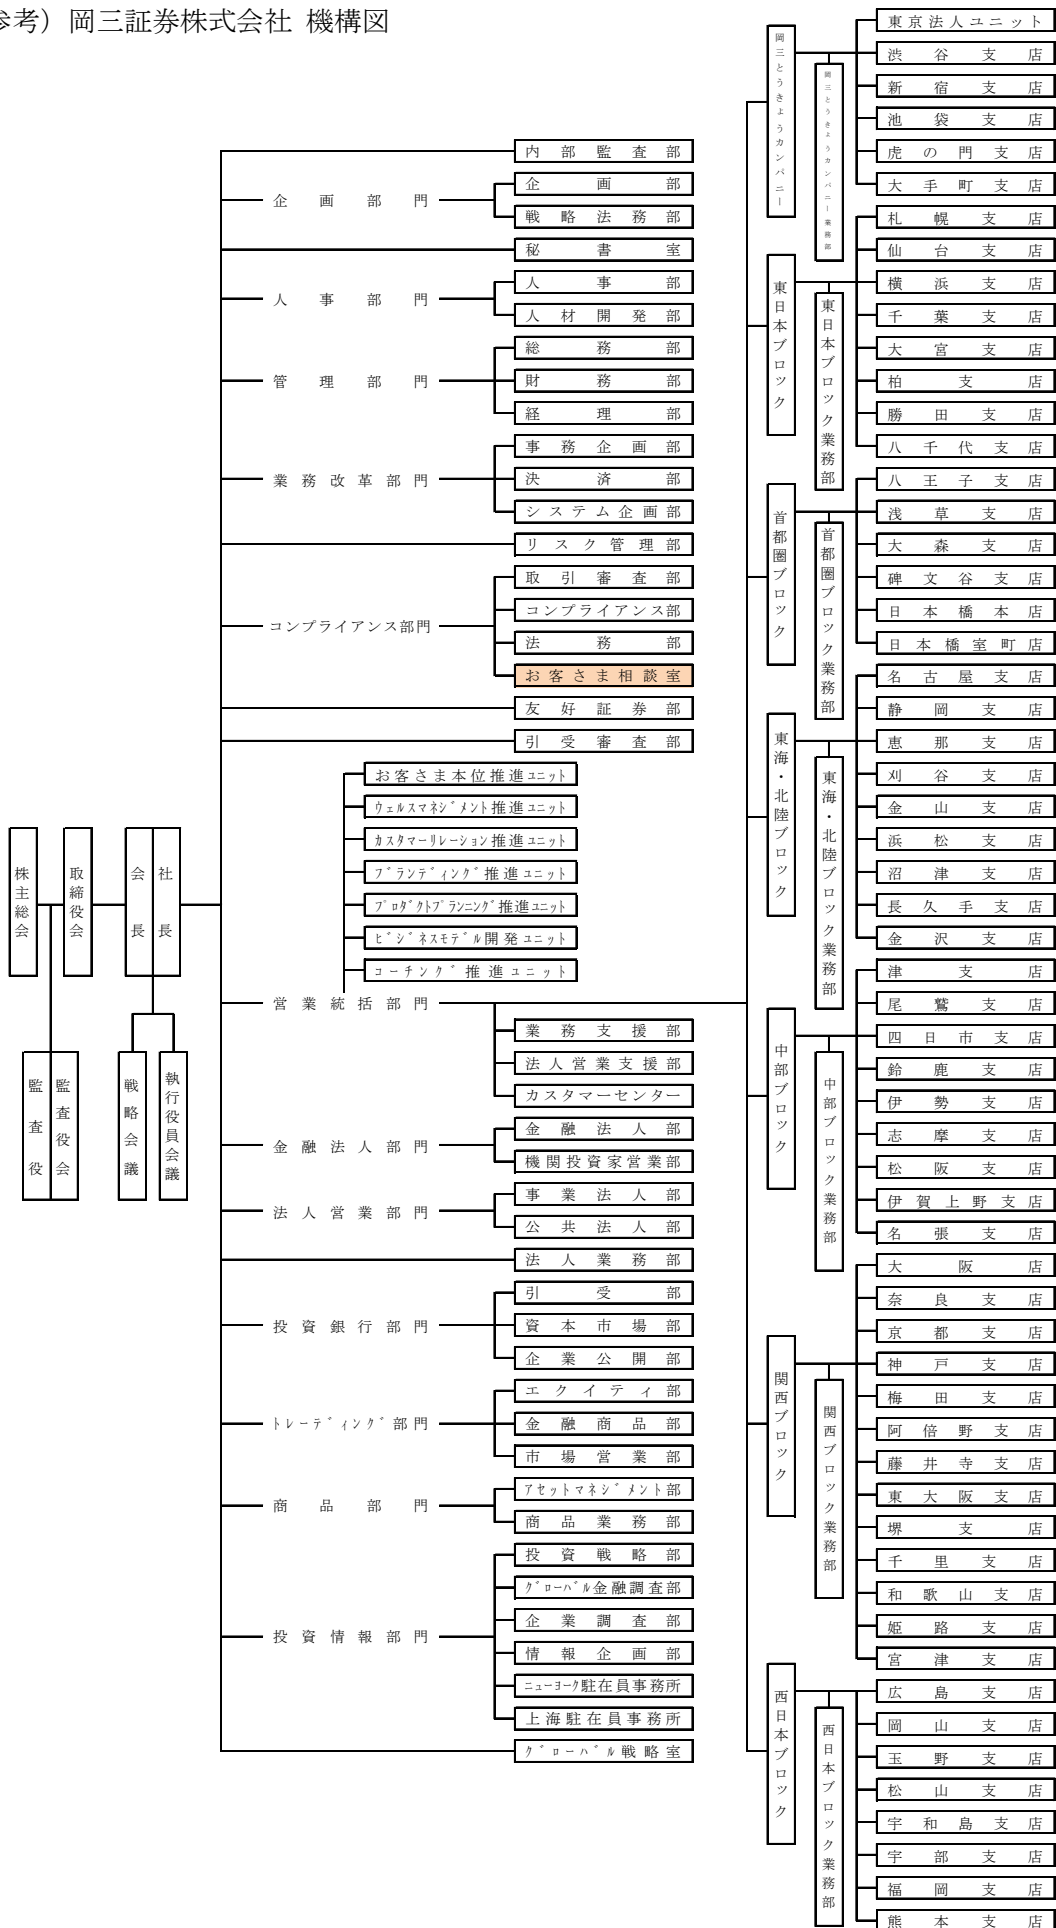 参考）岡三証券株式会社 機構図
株主総会
取締役会
会長
社長
監査役
監査役会
戦略会議
執行役員会議
内部監査部
企画部門
企画部
戦略法務部
秘書室
人事部門
人事部
人材開発部
管理部門
総務部
財務部
経理部
業務改革部門
事務企画部
決済部
システム企画部
リスク管理部
コンプライアンス部門
取引審査部
コンプライアンス部
法務部
お客さま相談室
友好証券部
引受審査部
お客さま本位推進ユニット
ウェルスマネジメント推進ユニット
カスタマーリレーション推進ユニット
ブランディング推進ユニット
プロダクトプランニング推進ユニット
ビジネスモデル開発ユニット
コーチング推進ユニット
営業統括部門
業務支援部
法人営業支援部
カスタマーセンター
金融法人部門
金融法人部
機関投資家営業部
法人営業部門
事業法人部
公共法人部
法人業務部
投資銀行部門
引受部
資本市場部
企業公開部
トレーディング部門
エクイティ部
金融商品部
市場営業部
商品部門
アセットマネジメント部
商品業務部
投資情報部門
投資戦略部
グローバル金融調査部
企業調査部
情報企画部
ニューヨーク駐在員事務所
上海駐在員事務所
グローバル戦略室
岡三とうきょうカンパニー
岡三とうきょうカンパニー業務部
東京法人ユニット
渋谷支店
新宿支店
池袋支店
虎の門支店
大手町支店
東日本ブロック
東日本ブロック業務部
札幌支店
仙台支店
横浜支店
千葉支店
大宮支店
柏支店
勝田支店
八千代支店
首都圏ブロック
首都圏ブロック業務部
八王子支店
浅草支店
大森支店
碑文谷支店
日本橋本店
日本橋室町店
東海・北陸ブロック
東海・北陸ブロック業務部
名古屋支店
静岡支店
恵那支店
刈谷支店
金山支店
浜松支店
沼津支店
長久手支店
金沢支店
中部ブロック
中部ブロック業務部
津支店
尾鷲支店
四日市支店
鈴鹿支店
伊勢支店
志摩支店
松阪支店
伊賀上野支店
名張支店
関西ブロック
関西ブロック業務部
大阪店
奈良支店
京都支店
神戸支店
梅田支店
阿倍野支店
藤井寺支店
東大阪支店
堺支店
千里支店
和歌山支店
姫路支店
宮津支店
西日本ブロック
西日本ブロック業務部
広島支店
岡山支店
玉野支店
松山支店
宇和島支店
宇部支店
福岡支店
熊本支店